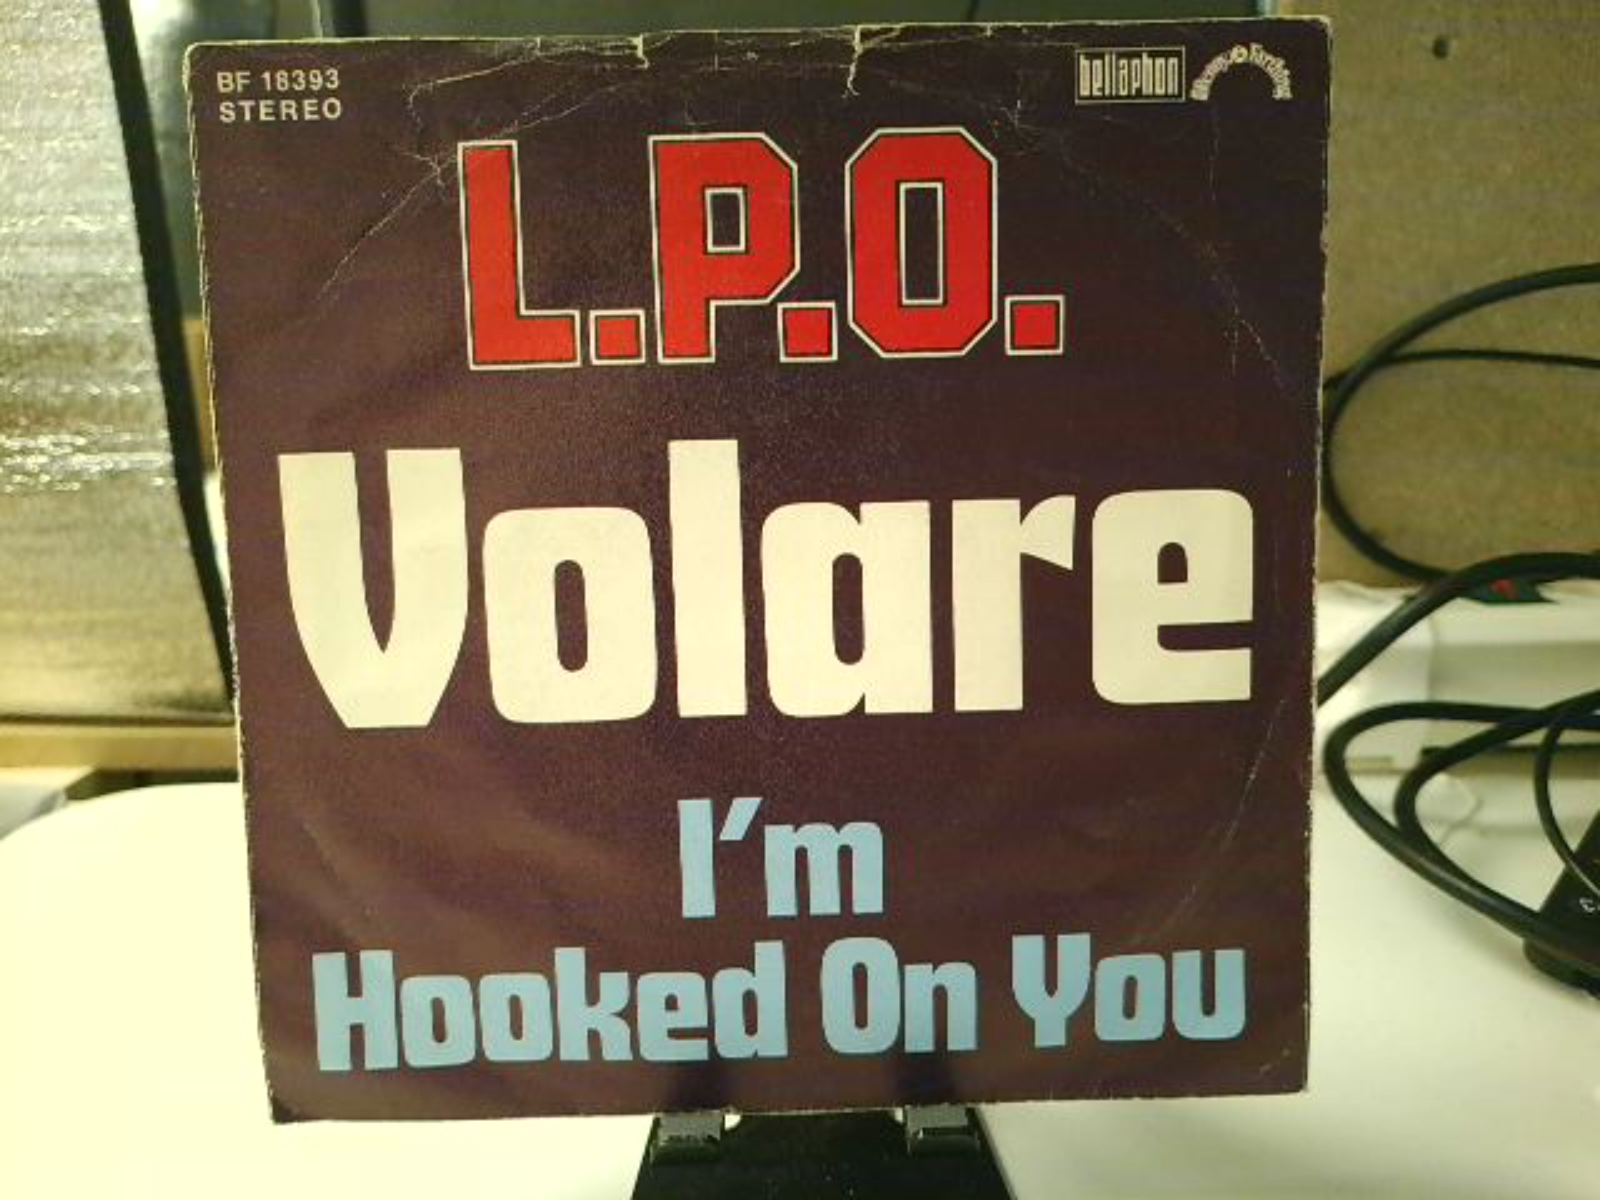 BF 18393
STEREO
bellaphon
L.P.O.
Volare
I'm
Hooked On You